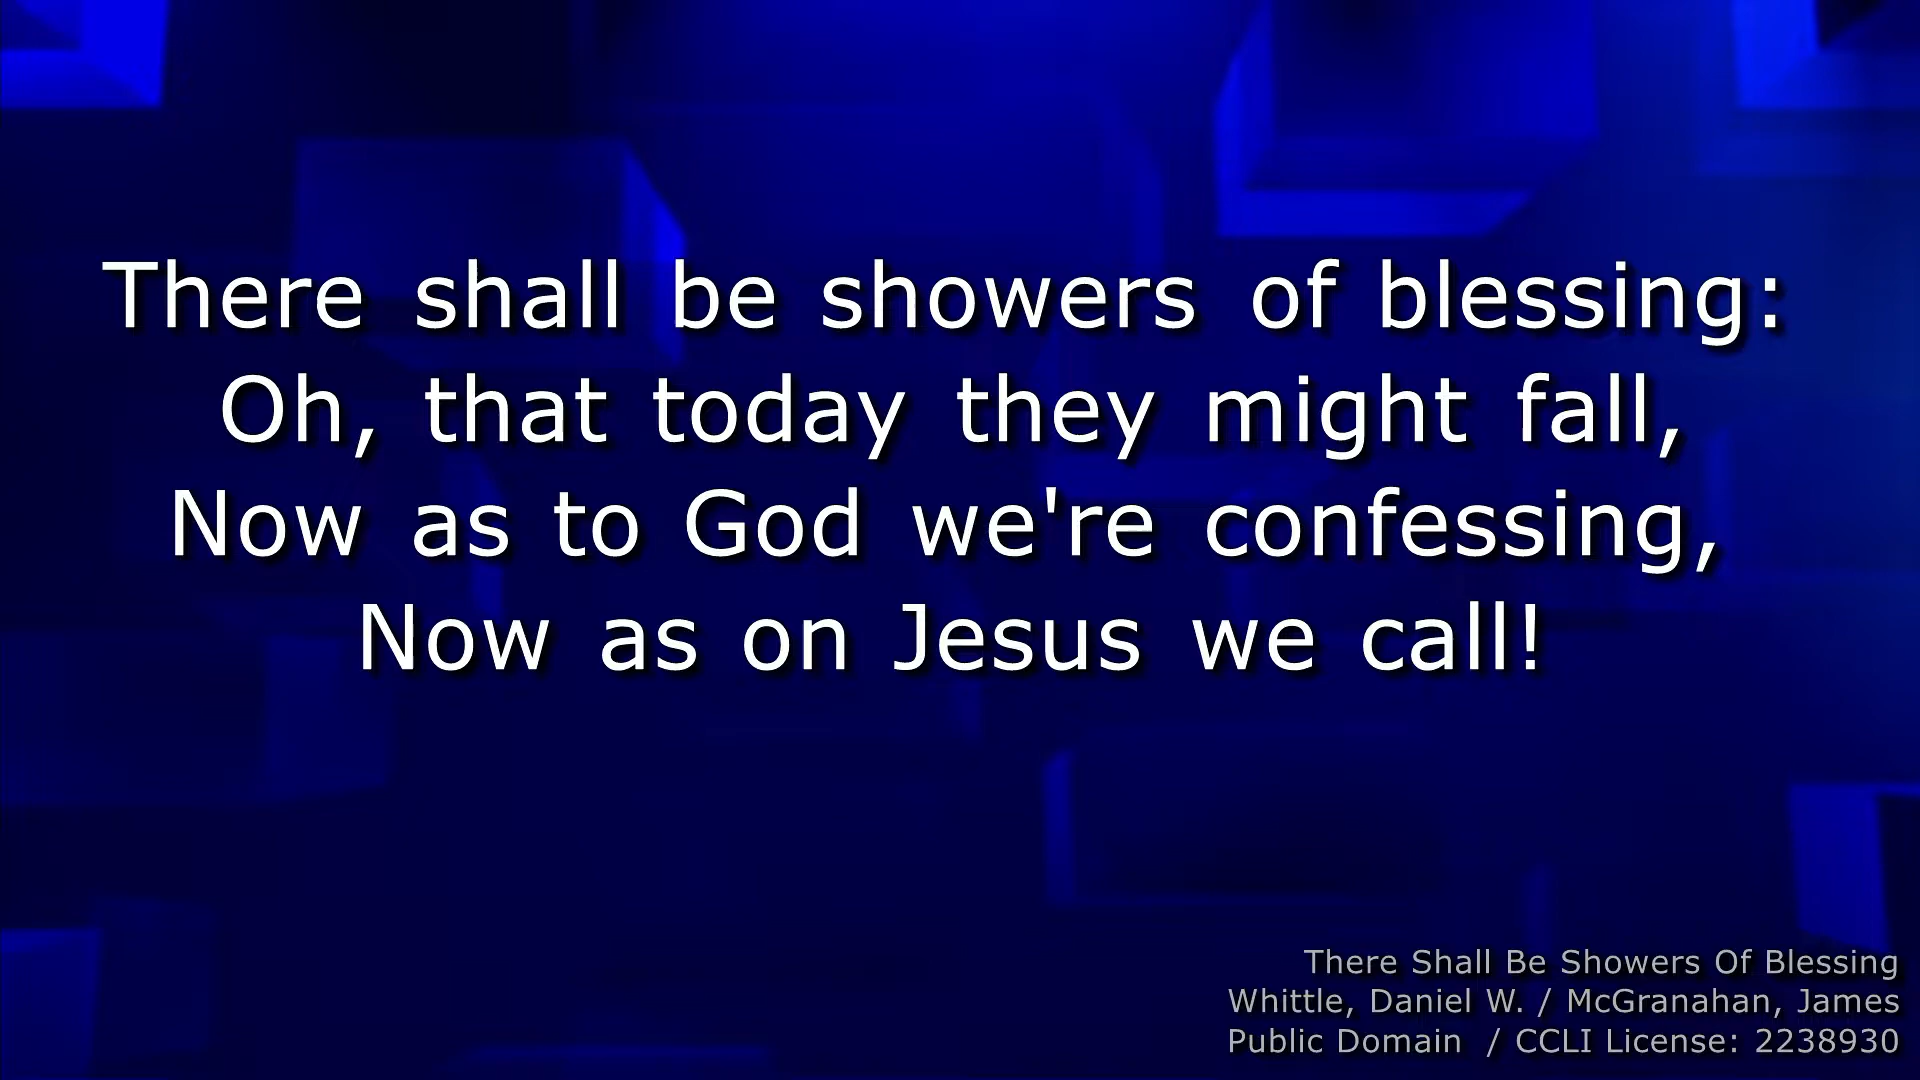 There shall be showers of blessing:
Oh, that today they might fall,
Now as to God we're confessing,
Now as on Jesus we call!
There Shall Be Showers Of Blessing
Whittle, Daniel W. / McGranahan, James
Public Domain  / CCLI License: 2238930